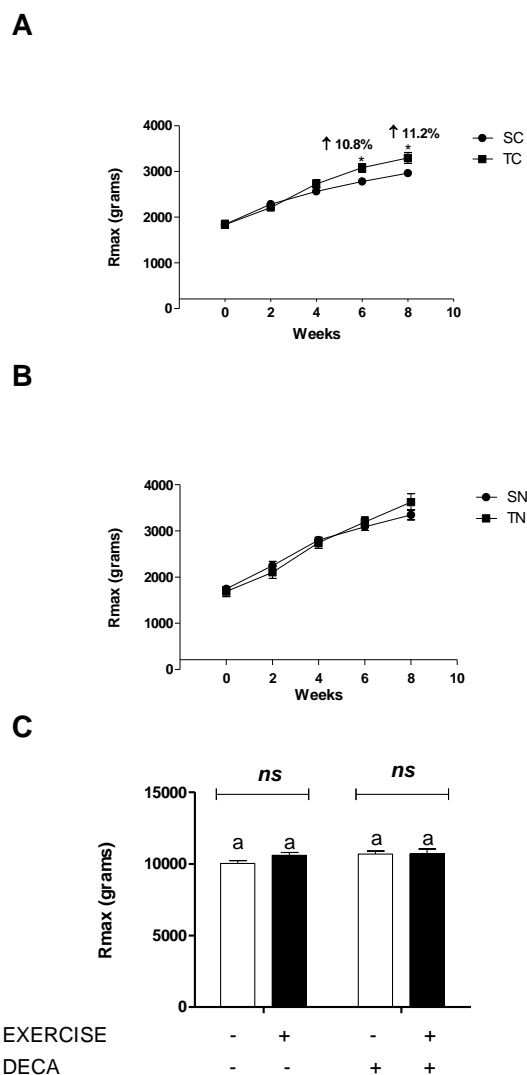 A
↑ 10.8%
↑ 11.2%
* *
SC
TC
Rmax (grams)
4000
3000
2000
1000
0
0 2 4 6 8 10
Weeks
B
SN
TN
Rmax (grams)
4000
3000
2000
1000
0
0 2 4 6 8 10
Weeks
C
ns ns
Rmax (grams)
15000
10000
5000
0
a a a a
EXERCISE - + - +
DECA - - + +